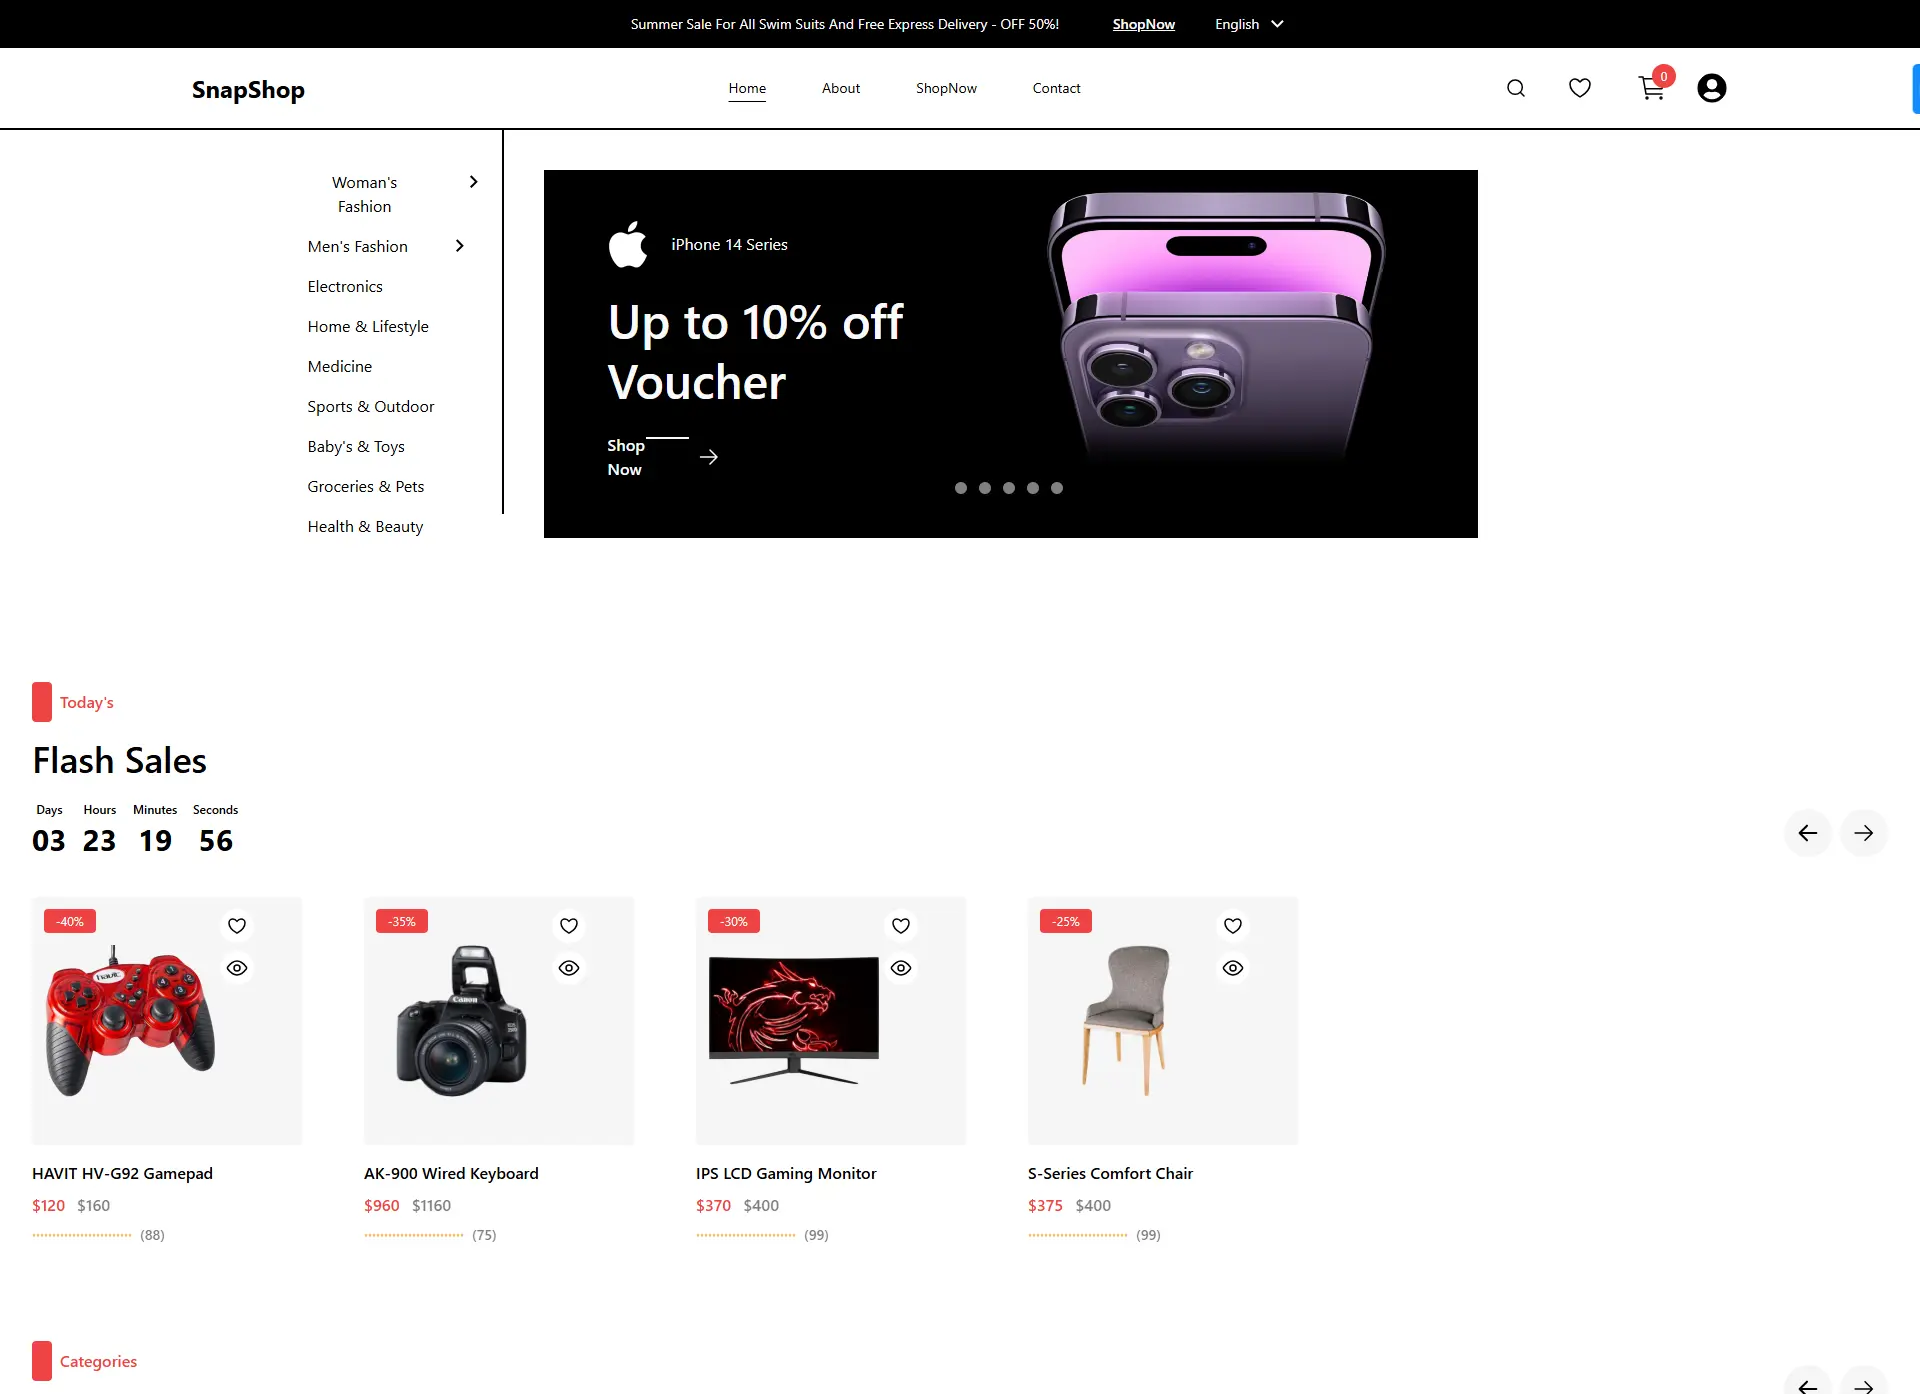 Summer Sale For All Swim Suits And Free Express Delivery - OFF 50%! ShopNow English
SnapShop Home About ShopNow Contact 0
Woman's
Fashion
Men's Fashion
Electronics
Home & Lifestyle
Medicine
Sports & Outdoor
Baby's & Toys
Groceries & Pets
Health & Beauty
iPhone 14 Series
Up to 10% off
Voucher
Shop
Now
Today's
Flash Sales
Days Hours Minutes Seconds
03 23 19 56
-40% -35% -30% -25%
havit
Canon
HAVIT HV-G92 Gamepad AK-900 Wired Keyboard IPS LCD Gaming Monitor S-Series Comfort Chair
$120 $160 $960 $1160 $370 $400 $375 $400
(88) (75) (99) (99)
Categories